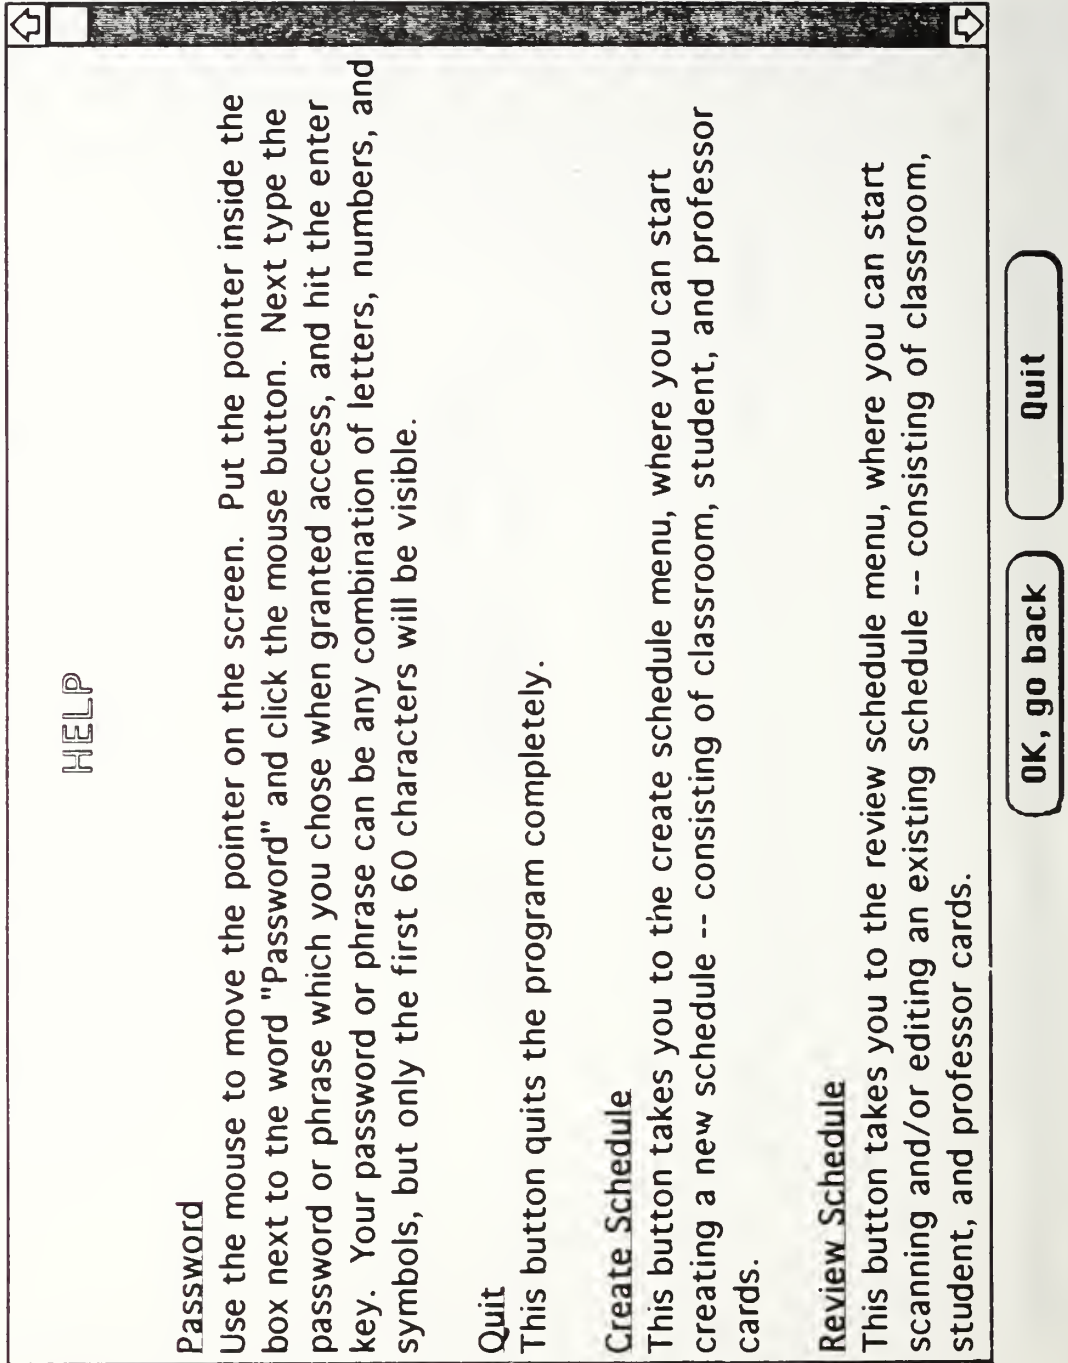 HELP
Password
Use the mouse to move the pointer on the screen. Put the pointer inside the
box next to the word "Password" and click the mouse button. Next type the
password or phrase which you chose when granted access, and hit the enter
key. Your password or phrase can be any combination of letters, numbers, and
symbols, but only the first 60 characters will be visible.
Quit
This button quits the program completely.
Create Schedule
This button takes you to the create schedule menu, where you can start
creating a new schedule -- consisting of classroom, student, and professor
cards.
Review Schedule
This button takes you to the review schedule menu, where you can start
scanning and/or editing an existing schedule -- consisting of classroom,
student, and professor cards.
OK, go back
Quit